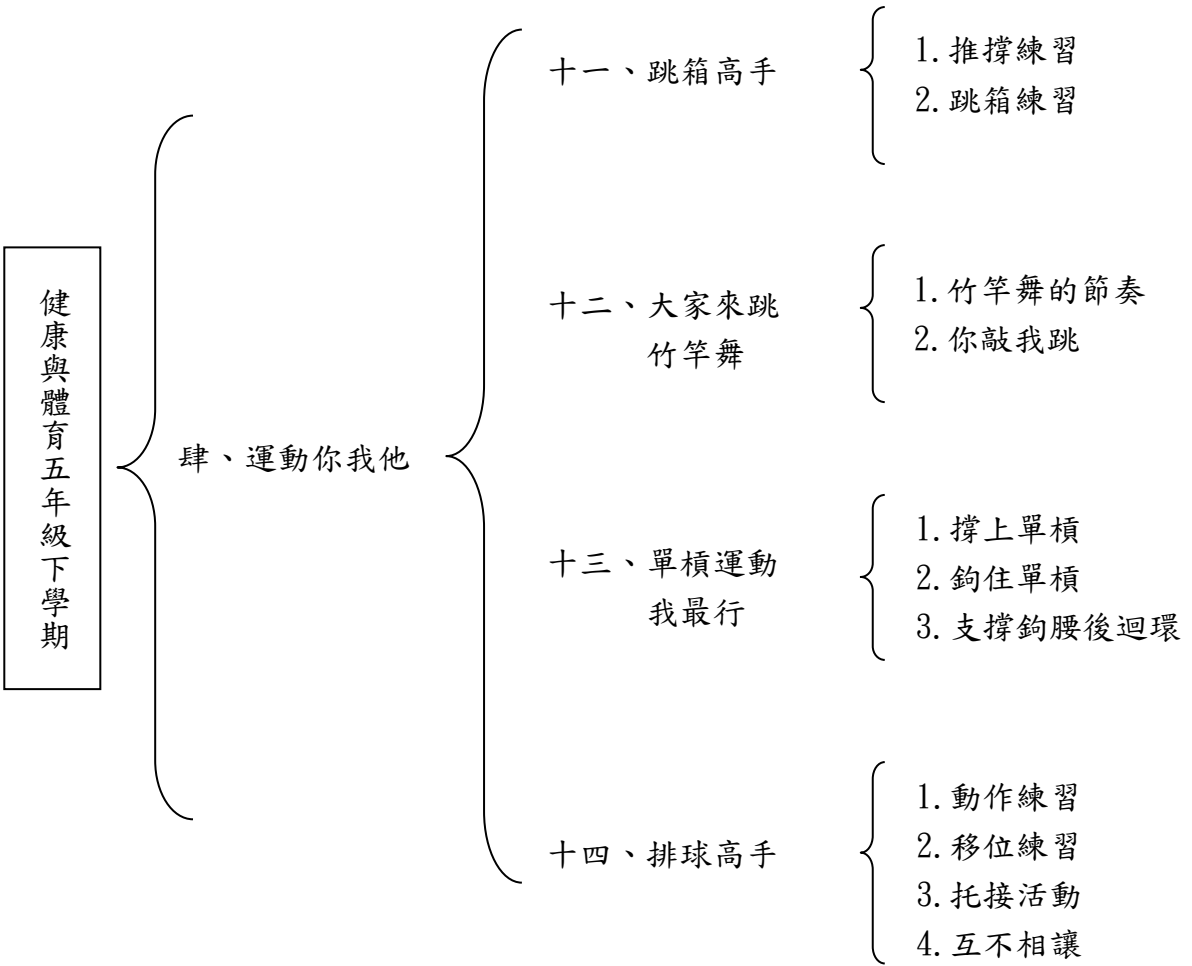 健康與體育五年級下學期
肆、運動你我他
十一、跳箱高手
1.推撐練習
2.跳箱練習
十二、大家來跳
竹竿舞
1.竹竿舞的節奏
2.你敲我跳
十三、單槓運動
我最行
1.撐上單槓
2.鉤住單槓
3.支撐鉤腰後迴環
十四、排球高手
1.動作練習
2.移位練習
3.托接活動
4.互不相讓